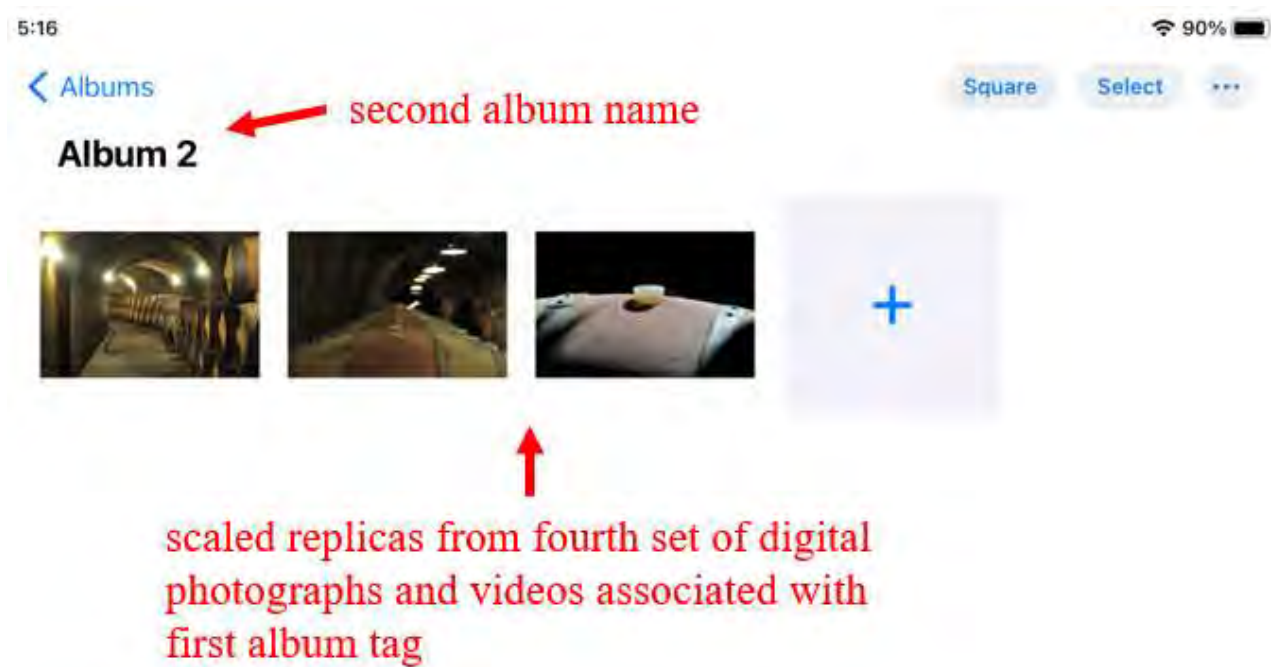 5:16 90%
Albums Square Select ...
second album name
Album 2
+
scaled replicas from fourth set of digital
photographs and videos associated with
first album tag